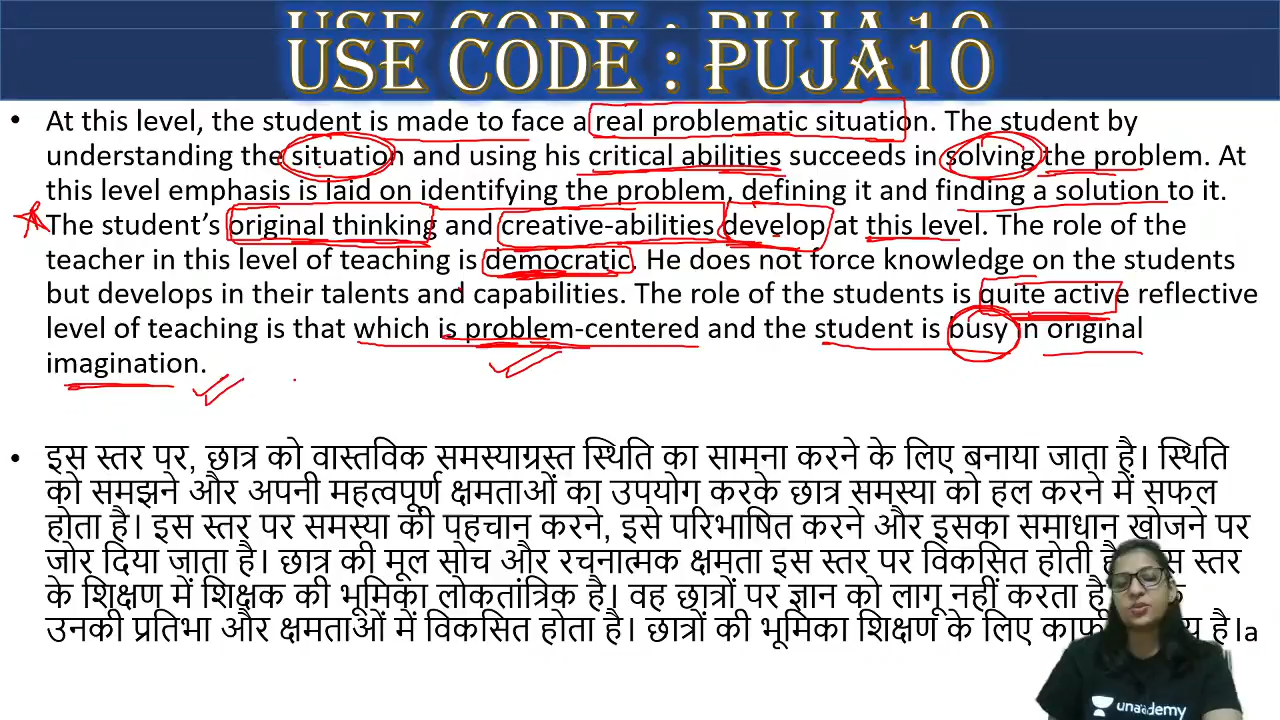 USE CODE : PUJA10
USE CODE : PUJA10
• At this level, the student is made to face a real problematic situation. The student by
understanding the situation and using his critical abilities succeeds in solving the problem. At
this level emphasis is laid on identifying the problem, defining it and finding a solution to it.
The student's original thinking and creative-abilities develop at this level. The role of the
teacher in this level of teaching is democratic. He does not force knowledge on the students
but develops in their talents and capabilities. The role of the students is quite active reflective
level of teaching is that which is problem-centered and the student is busy in original
imagination.
• इस स्तर पर, छात्र को वास्तविक समस्याग्रस्त स्थिति का सामना करने के लिए बनाया जाता है। स्थिति
को समझने और अपनी महत्वपूर्ण क्षमताओं का उपयोग करके छात्र समस्या को हल करने में सफल
होता है। इस स्तर पर समस्या की पहचान करने, इसे परिभाषित करने और इसका समाधान खोजने पर
जोर दिया जाता है। छात्र की मूल सोच और रचनात्मक क्षमता इस स्तर पर विकसित होती है स्तर
के शिक्षण में शिक्षक की भूमिका लोकतांत्रिक है। वह छात्रों पर ज्ञान को लागू नहीं करता है
उनकी प्रतिभा और क्षमताओं में विकसित होता है। छात्रों की भूमिका शिक्षण के लिए है।a
unacademy